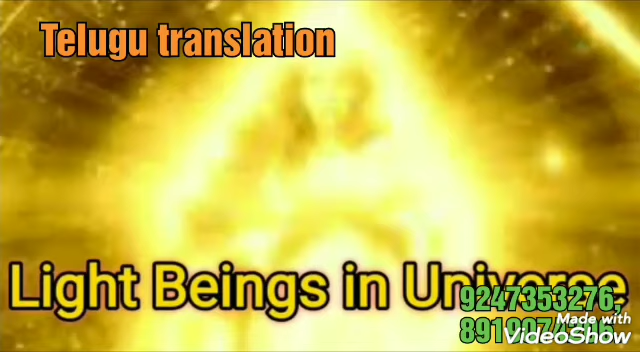 Telugu translation
Light Beings in Universe
9247353276,
Made with
VideoShow